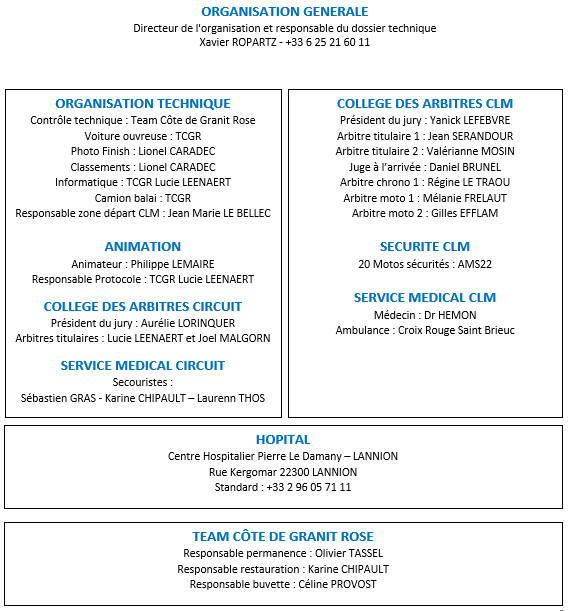 ORGANISATION GENERALE
Directeur de l'organisation et responsable du dossier technique
Xavier ROPARTZ - +33 6 25 21 60 11
ORGANISATION TECHNIQUE
Contrôle technique : Team Côte de Granit Rose
Voiture ouvreuse : TCGR
Photo Finish : Lionel CARADEC
Classements : Lionel CARADEC
Informatique : TCGR Lucie LEENAERT
Camion balai : TCGR
Responsable zone départ CLM : Jean Marie LE BELLEC
ANIMATION
Animateur : Philippe LEMAIRE
Responsable Protocole : TCGR Lucie LEENAERT
COLLEGE DES ARBITRES CIRCUIT
Président du jury : Aurélie LORINQUER
Arbitres titulaires : Lucie LEENAERT et Joel MALGORN
SERVICE MEDICAL CIRCUIT
Secouristes :
Sébastien GRAS - Karine CHIPAULT – Laurenn THOS
COLLEGE DES ARBITRES CLM
Président du jury : Yanick LEFEBVRE
Arbitre titulaire 1 : Jean SERANDOUR
Arbitre titulaire 2 : Valérianne MOSIN
Juge à l'arrivée : Daniel BRUNEL
Arbitre chrono 1 : Régine LE TRAOU
Arbitre moto 1 : Mélanie FRELAUT
Arbitre moto 2 : Gilles EFFLAM
SECURITE CLM
20 Motos sécurités : AMS22
SERVICE MEDICAL CLM
Médecin : Dr HEMON
Ambulance : Croix Rouge Saint Brieuc
HOPITAL
Centre Hospitalier Pierre Le Damany – LANNION
Rue Kergomar 22300 LANNION
Standard : +33 2 96 05 71 11
TEAM CÔTE DE GRANIT ROSE
Responsable permanence : Olivier TASSEL
Responsable restauration : Karine CHIPAULT
Responsable buvette : Céline PROVOST